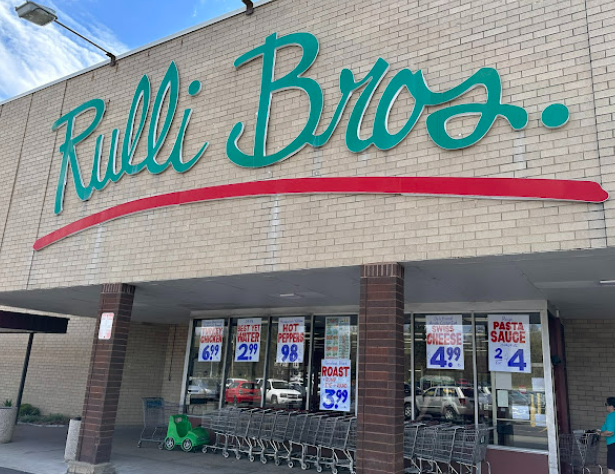 Rulli Bros.
CHICKEN
6.99
BEST YET
WATER
2.99
HOT
PEPPERS
.98
ROAST
3.99
SWISS
CHEESE
4.99
PASTA
SAUCE
2 4